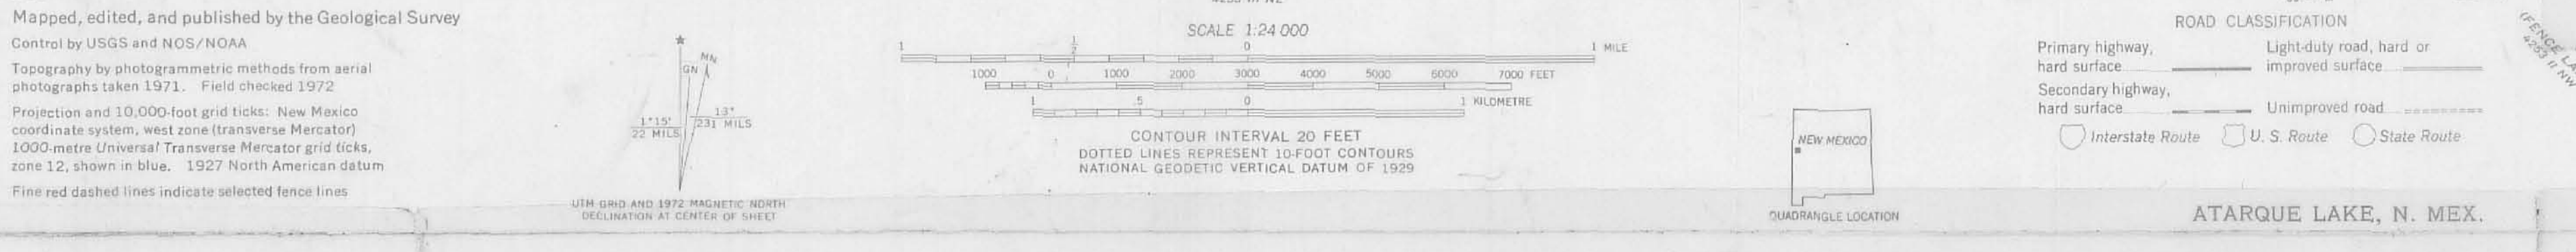 Mapped, edited, and published by the Geological Survey
Control by USGS and NOS/NOAA
Topography by photogrammetric methods from aerial
photographs taken 1971. Field checked 1972
Projection and 10,000-foot grid ticks: New Mexico
coordinate system, west zone (transverse Mercator)
1000-metre Universal Transverse Mercator grid ticks,
zone 12, shown in blue. 1927 North American datum
Fine red dashed lines indicate selected fence lines
★
GN
MN
1°15'
22 MILS
13°
231 MILS
UTM GRID AND 1972 MAGNETIC NORTH
DECLINATION AT CENTER OF SHEET
SCALE 1:24 000
1 ½ 0 1 MILE
1000 0 1000 2000 3000 4000 5000 6000 7000 FEET
1 .5 0 1 KILOMETRE
CONTOUR INTERVAL 20 FEET
DOTTED LINES REPRESENT 10-FOOT CONTOURS
NATIONAL GEODETIC VERTICAL DATUM OF 1929
NEW MEXICO
QUADRANGLE LOCATION
ROAD CLASSIFICATION
Primary highway,
hard surface
Light-duty road, hard or
improved surface
Secondary highway,
hard surface
Unimproved road
Interstate Route
U. S. Route
State Route
ATARQUE LAKE, N. MEX.
(FENCE LA
4253 II NW